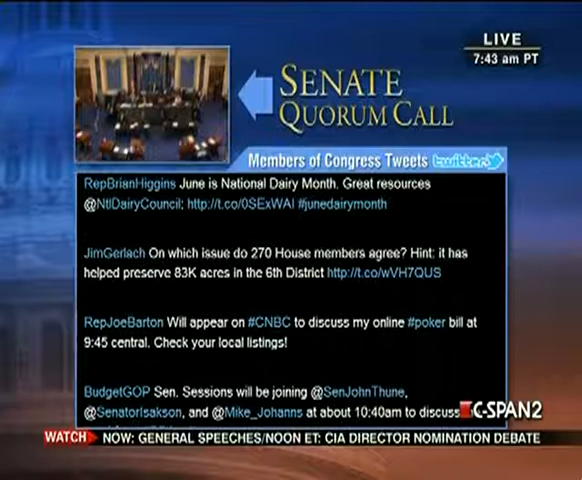 LIVE
7:43 am PT
SENATE
QUORUM CALL
Members of Congress Tweets twitter
RepBrianHiggins June is National Dairy Month. Great resources
@NtlDairyCouncil: http://t.co/0SExWAI #junedairymonth
JimGerlach On which issue do 270 House members agree? Hint: it has
helped preserve 83K acres in the 6th District http://t.co/wVH7QUS
RepJoeBarton Will appear on #CNBC to discuss my online #poker bill at
9:45 central. Check your local listings!
BudgetGOP Sen. Sessions will be joining @SenJohnThune,
@SenatorIsakson, and @Mike_Johanns at about 10:40am to discuss
C-SPAN2
WATCH NOW: GENERAL SPEECHES/NOON ET: CIA DIRECTOR NOMINATION DEBATE